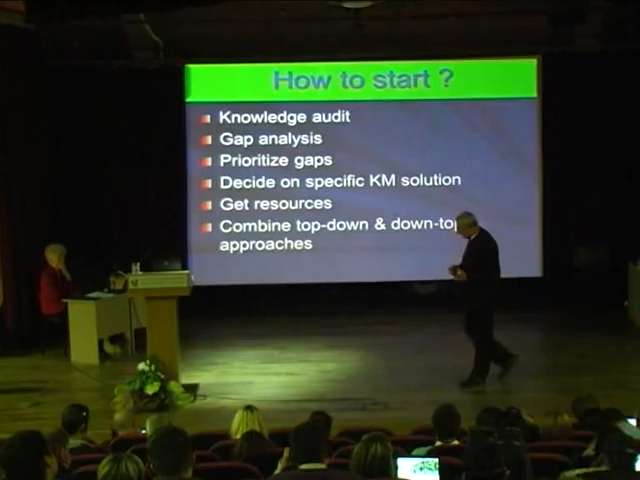 How to start ?
Knowledge audit
Gap analysis
Prioritize gaps
Decide on specific KM solution
Get resources
Combine top-down & down-top
approaches